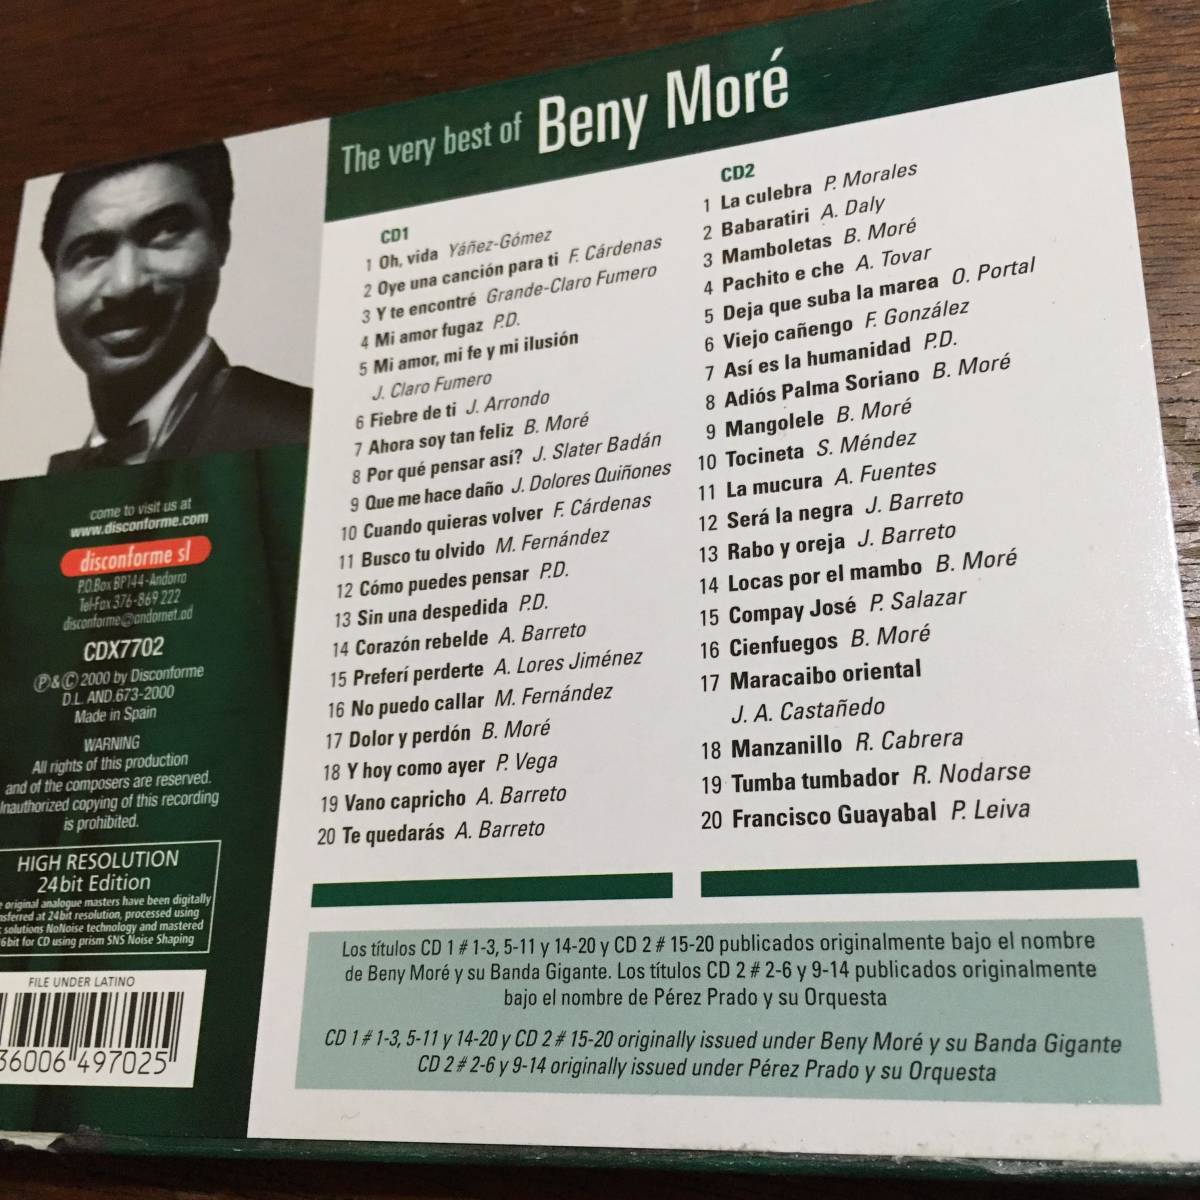 The very best of Beny Moré
CD1
1 Oh, vida Yáñez-Gómez
2 Oye una canción para ti F. Cárdenas
3 Y te encontré Grande-Claro Fumero
4 Mi amor fugaz P.D.
5 Mi amor, mi fe y mi ilusión
J. Claro Fumero
6 Fiebre de ti J. Arrondo
7 Ahora soy tan feliz B. Moré
8 Por qué pensar así? J. Slater Badán
9 Que me hace daño J. Dolores Quiñones
10 Cuando quieras volver F. Cárdenas
11 Busco tu olvido M. Fernández
12 Cómo puedes pensar P.D.
13 Sin una despedida P.D.
14 Corazón rebelde A. Barreto
15 Preferí perderte A. Lores Jiménez
16 No puedo callar M. Fernández
17 Dolor y perdón B. Moré
18 Y hoy como ayer P. Vega
19 Vano capricho A. Barreto
20 Te quedarás A. Barreto
CD2
1 La culebra P. Morales
2 Babaratiri A. Daly
3 Mamboletas B. Moré
4 Pachito e che A. Tovar
5 Deja que suba la marea O. Portal
6 Viejo cañengo F. González
7 Así es la humanidad P.D.
8 Adiós Palma Soriano B. Moré
9 Mangolele B. Moré
10 Tocineta S. Méndez
11 La mucura A. Fuentes
12 Será la negra J. Barreto
13 Rabo y oreja J. Barreto
14 Locas por el mambo B. Moré
15 Compay José P. Salazar
16 Cienfuegos B. Moré
17 Maracaibo oriental
J. A. Castañedo
18 Manzanillo R. Cabrera
19 Tumba tumbador R. Nodarse
20 Francisco Guayabal P. Leiva
come to visit us at
www.disconforme.com
disconforme sl
P.O.Box BP144-Andorra
Tel-Fax 376-869 222
disconforme@andornet.ad
CDX7702
℗&© 2000 by Disconforme
D.L. AND.673-2000
Made in Spain
WARNING
All rights of this production
and of the composers are reserved.
Unauthorized copying of this recording
is prohibited.
HIGH RESOLUTION
24bit Edition
original analogue masters have been digitally
at 24bit resolution, processed using
solutions NoNoise technology and mastered
for CD using prism SNS Noise Shaping
FILE UNDER LATINO
36006 497025
Los títulos CD 1 # 1-3, 5-11 y 14-20 y CD 2 # 15-20 publicados originalmente bajo el nombre
de Beny Moré y su Banda Gigante. Los títulos CD 2 # 2-6 y 9-14 publicados originalmente
bajo el nombre de Pérez Prado y su Orquesta
CD 1 # 1-3, 5-11 y 14-20 y CD 2 # 15-20 originally issued under Beny Moré y su Banda Gigante
CD 2 # 2-6 y 9-14 originally issued under Pérez Prado y su Orquesta